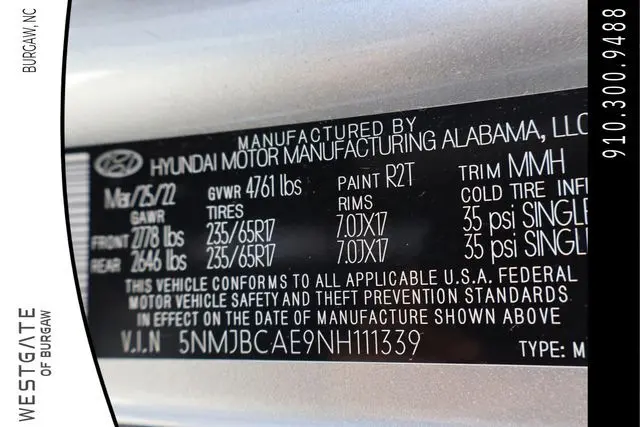 BURGAW, NC
WESTGATE
OF BURGAW
910.300.9488
MANUFACTURED BY
HYUNDAI MOTOR MANUFACTURING ALABAMA, LLC
Mar/25/22 GVWR 4761 lbs PAINT R2T TRIM MMH
GAWR TIRES RIMS COLD TIRE INFL
FRONT 2778 lbs 235/65R17 7.0JX17 35 psi SINGLE
REAR 2646 lbs 235/65R17 7.0JX17 35 psi SINGLE
THIS VEHICLE CONFORMS TO ALL APPLICABLE U.S.A. FEDERAL
MOTOR VEHICLE SAFETY AND THEFT PREVENTION STANDARDS
IN EFFECT ON THE DATE OF MANUFACTURE SHOWN ABOVE
V.I.N 5NMJBCAE9NH111339 TYPE: M